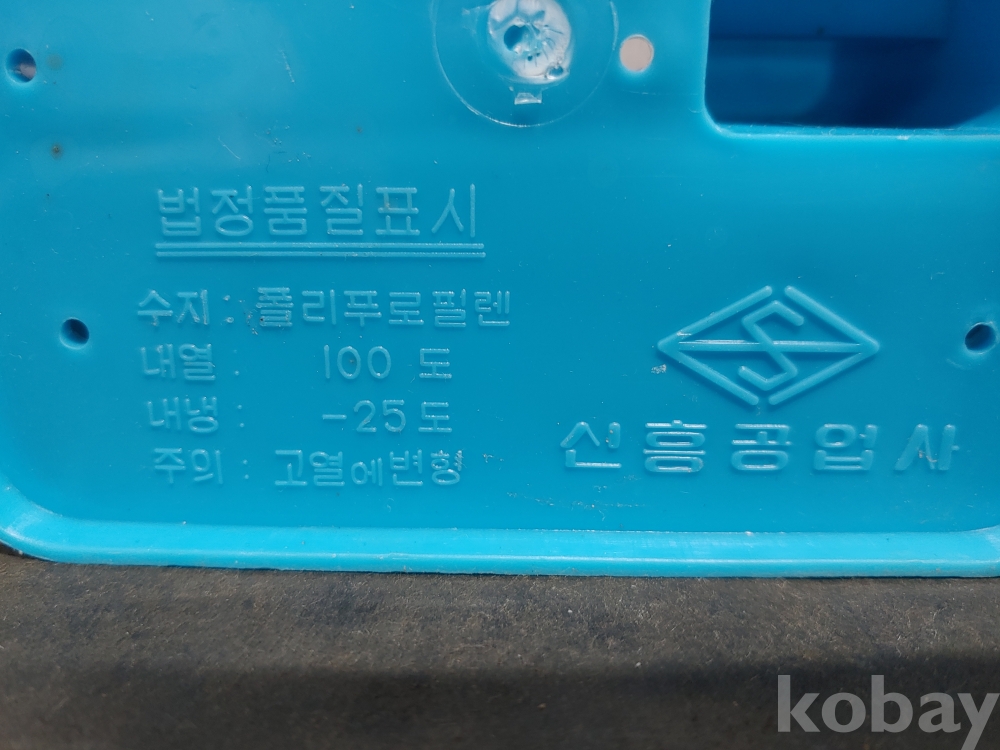 법정품질표시
수지 : 폴리푸로필렌
내열 : 100 도
내냉 : -25 도
주의 : 고열에변형
S
신흥공업사
kobay